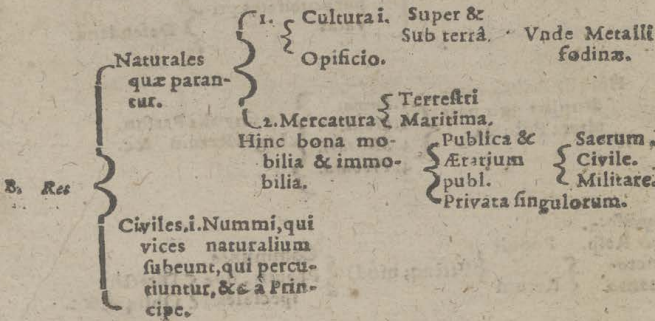 1. Cultura i. Super &
Sub terrâ. Vnde Metalli
fodinæ.
Opificio.
Naturales
quæ paran-
tur.
2. Mercatura
Terrestri
Maritima.
Hinc bona mo-
bilia & immo-
bilia.
Publica &
Ærarium
publ.
Sacrum,
Civile.
Militare.
Privata singulorum.
B. Res
Civiles, i. Nummi, qui
vices naturalium
subeunt, qui percu-
tiuntur, &c à Prin-
cipe.